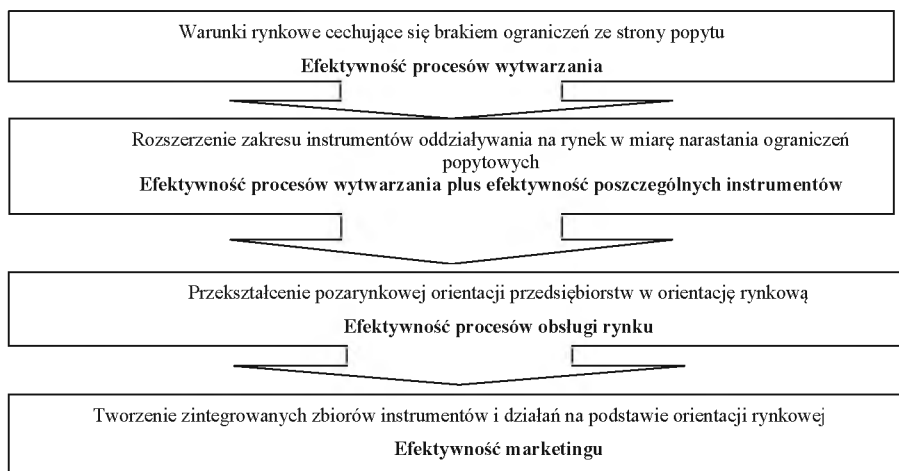 Warunki rynkowe cechujące się brakiem ograniczeń ze strony popytu
Efektywność procesów wytwarzania
Rozszerzenie zakresu instrumentów oddziaływania na rynek w miarę narastania ograniczeń
popytowych
Efektywność procesów wytwarzania plus efektywność poszczególnych instrumentów
Przekształcenie pozarynkowej orientacji przedsiębiorstw w orientację rynkową
Efektywność procesów obsługi rynku
Tworzenie zintegrowanych zbiorów instrumentów i działań na podstawie orientacji rynkowej
Efektywność marketingu